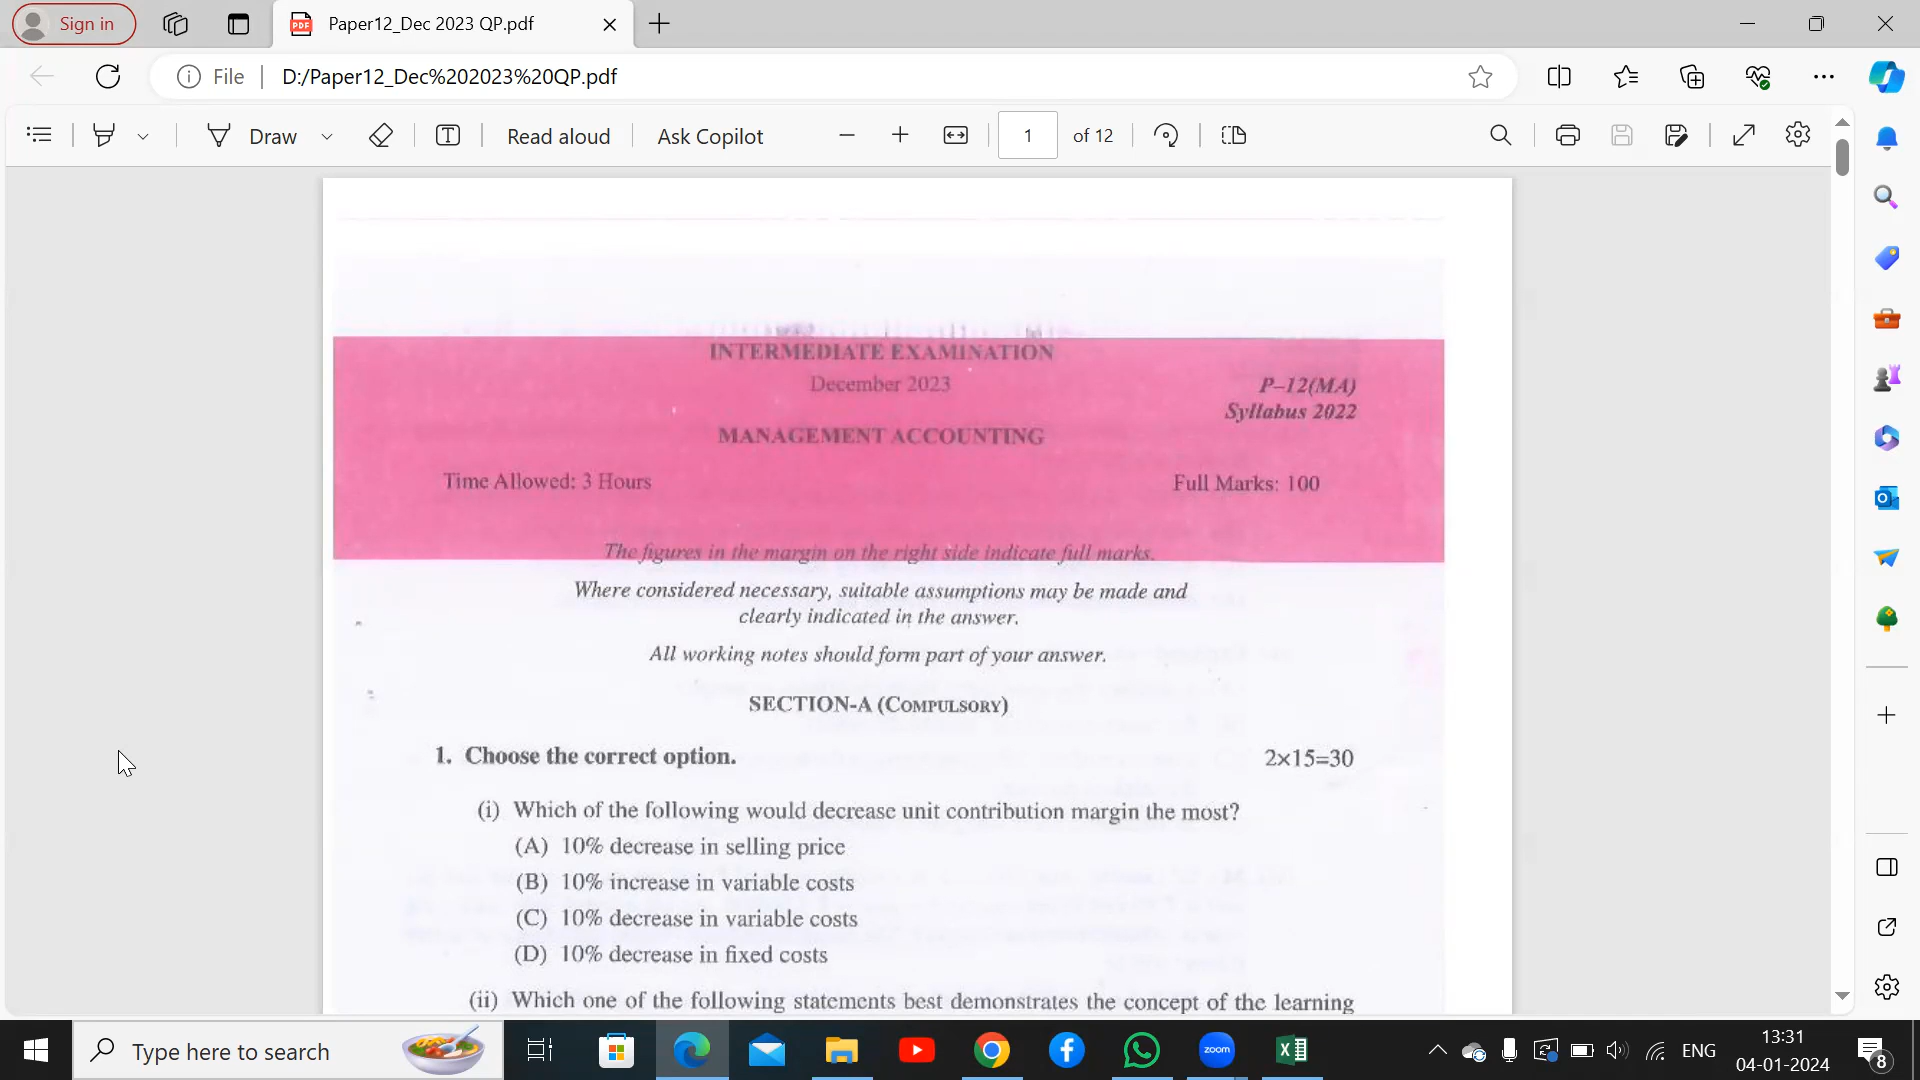 Sign in
Paper12_Dec 2023 QP.pdf
File
D:/Paper12_Dec%202023%20QP.pdf
Draw
Read aloud
Ask Copilot
1
of 12
INTERMEDIATE EXAMINATION
December 2023
P–12(MA)
Syllabus 2022
MANAGEMENT ACCOUNTING
Time Allowed: 3 Hours
Full Marks: 100
The figures in the margin on the right side indicate full marks.
Where considered necessary, suitable assumptions may be made and
clearly indicated in the answer.
All working notes should form part of your answer.
SECTION-A (COMPULSORY)
1. Choose the correct option.
2×15=30
(i) Which of the following would decrease unit contribution margin the most?
(A) 10% decrease in selling price
(B) 10% increase in variable costs
(C) 10% decrease in variable costs
(D) 10% decrease in fixed costs
(ii) Which one of the following statements best demonstrates the concept of the learning
Type here to search
zoom
ENG
13:31
04-01-2024
8